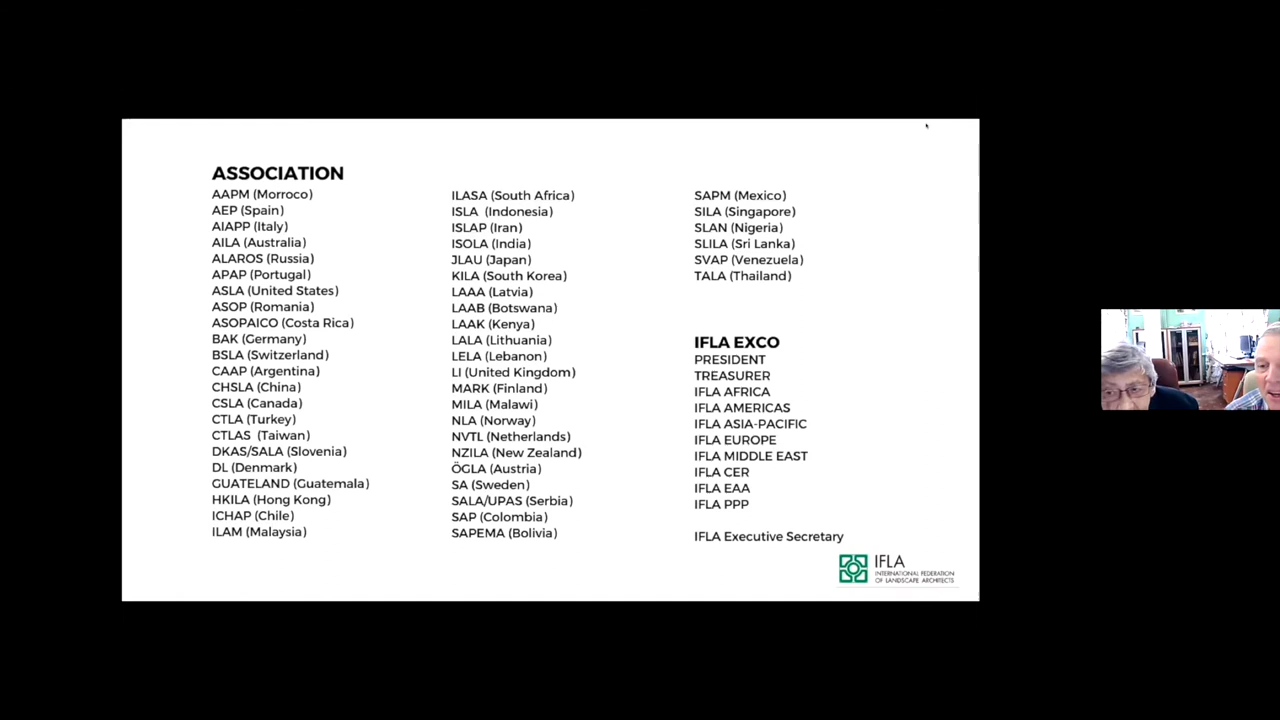 ASSOCIATION
AAPM (Morroco)
AEP (Spain)
AIAPP (Italy)
AILA (Australia)
ALAROS (Russia)
APAP (Portugal)
ASLA (United States)
ASOP (Romania)
ASOPAICO (Costa Rica)
BAK (Germany)
BSLA (Switzerland)
CAAP (Argentina)
CHSLA (China)
CSLA (Canada)
CTLA (Turkey)
CTLAS (Taiwan)
DKAS/SALA (Slovenia)
DL (Denmark)
GUATELAND (Guatemala)
HKILA (Hong Kong)
ICHAP (Chile)
ILAM (Malaysia)
ILASA (South Africa)
ISLA (Indonesia)
ISLAP (Iran)
ISOLA (India)
JLAU (Japan)
KILA (South Korea)
LAAA (Latvia)
LAAB (Botswana)
LAAK (Kenya)
LALA (Lithuania)
LELA (Lebanon)
LI (United Kingdom)
MARK (Finland)
MILA (Malawi)
NLA (Norway)
NVTL (Netherlands)
NZILA (New Zealand)
ÖGLA (Austria)
SA (Sweden)
SALA/UPAS (Serbia)
SAP (Colombia)
SAPEMA (Bolivia)
SAPM (Mexico)
SILA (Singapore)
SLAN (Nigeria)
SLILA (Sri Lanka)
SVAP (Venezuela)
TALA (Thailand)
IFLA EXCO
PRESIDENT
TREASURER
IFLA AFRICA
IFLA AMERICAS
IFLA ASIA-PACIFIC
IFLA EUROPE
IFLA MIDDLE EAST
IFLA CER
IFLA EAA
IFLA PPP
IFLA Executive Secretary
IFLA
INTERNATIONAL FEDERATION
OF LANDSCAPE ARCHITECTS